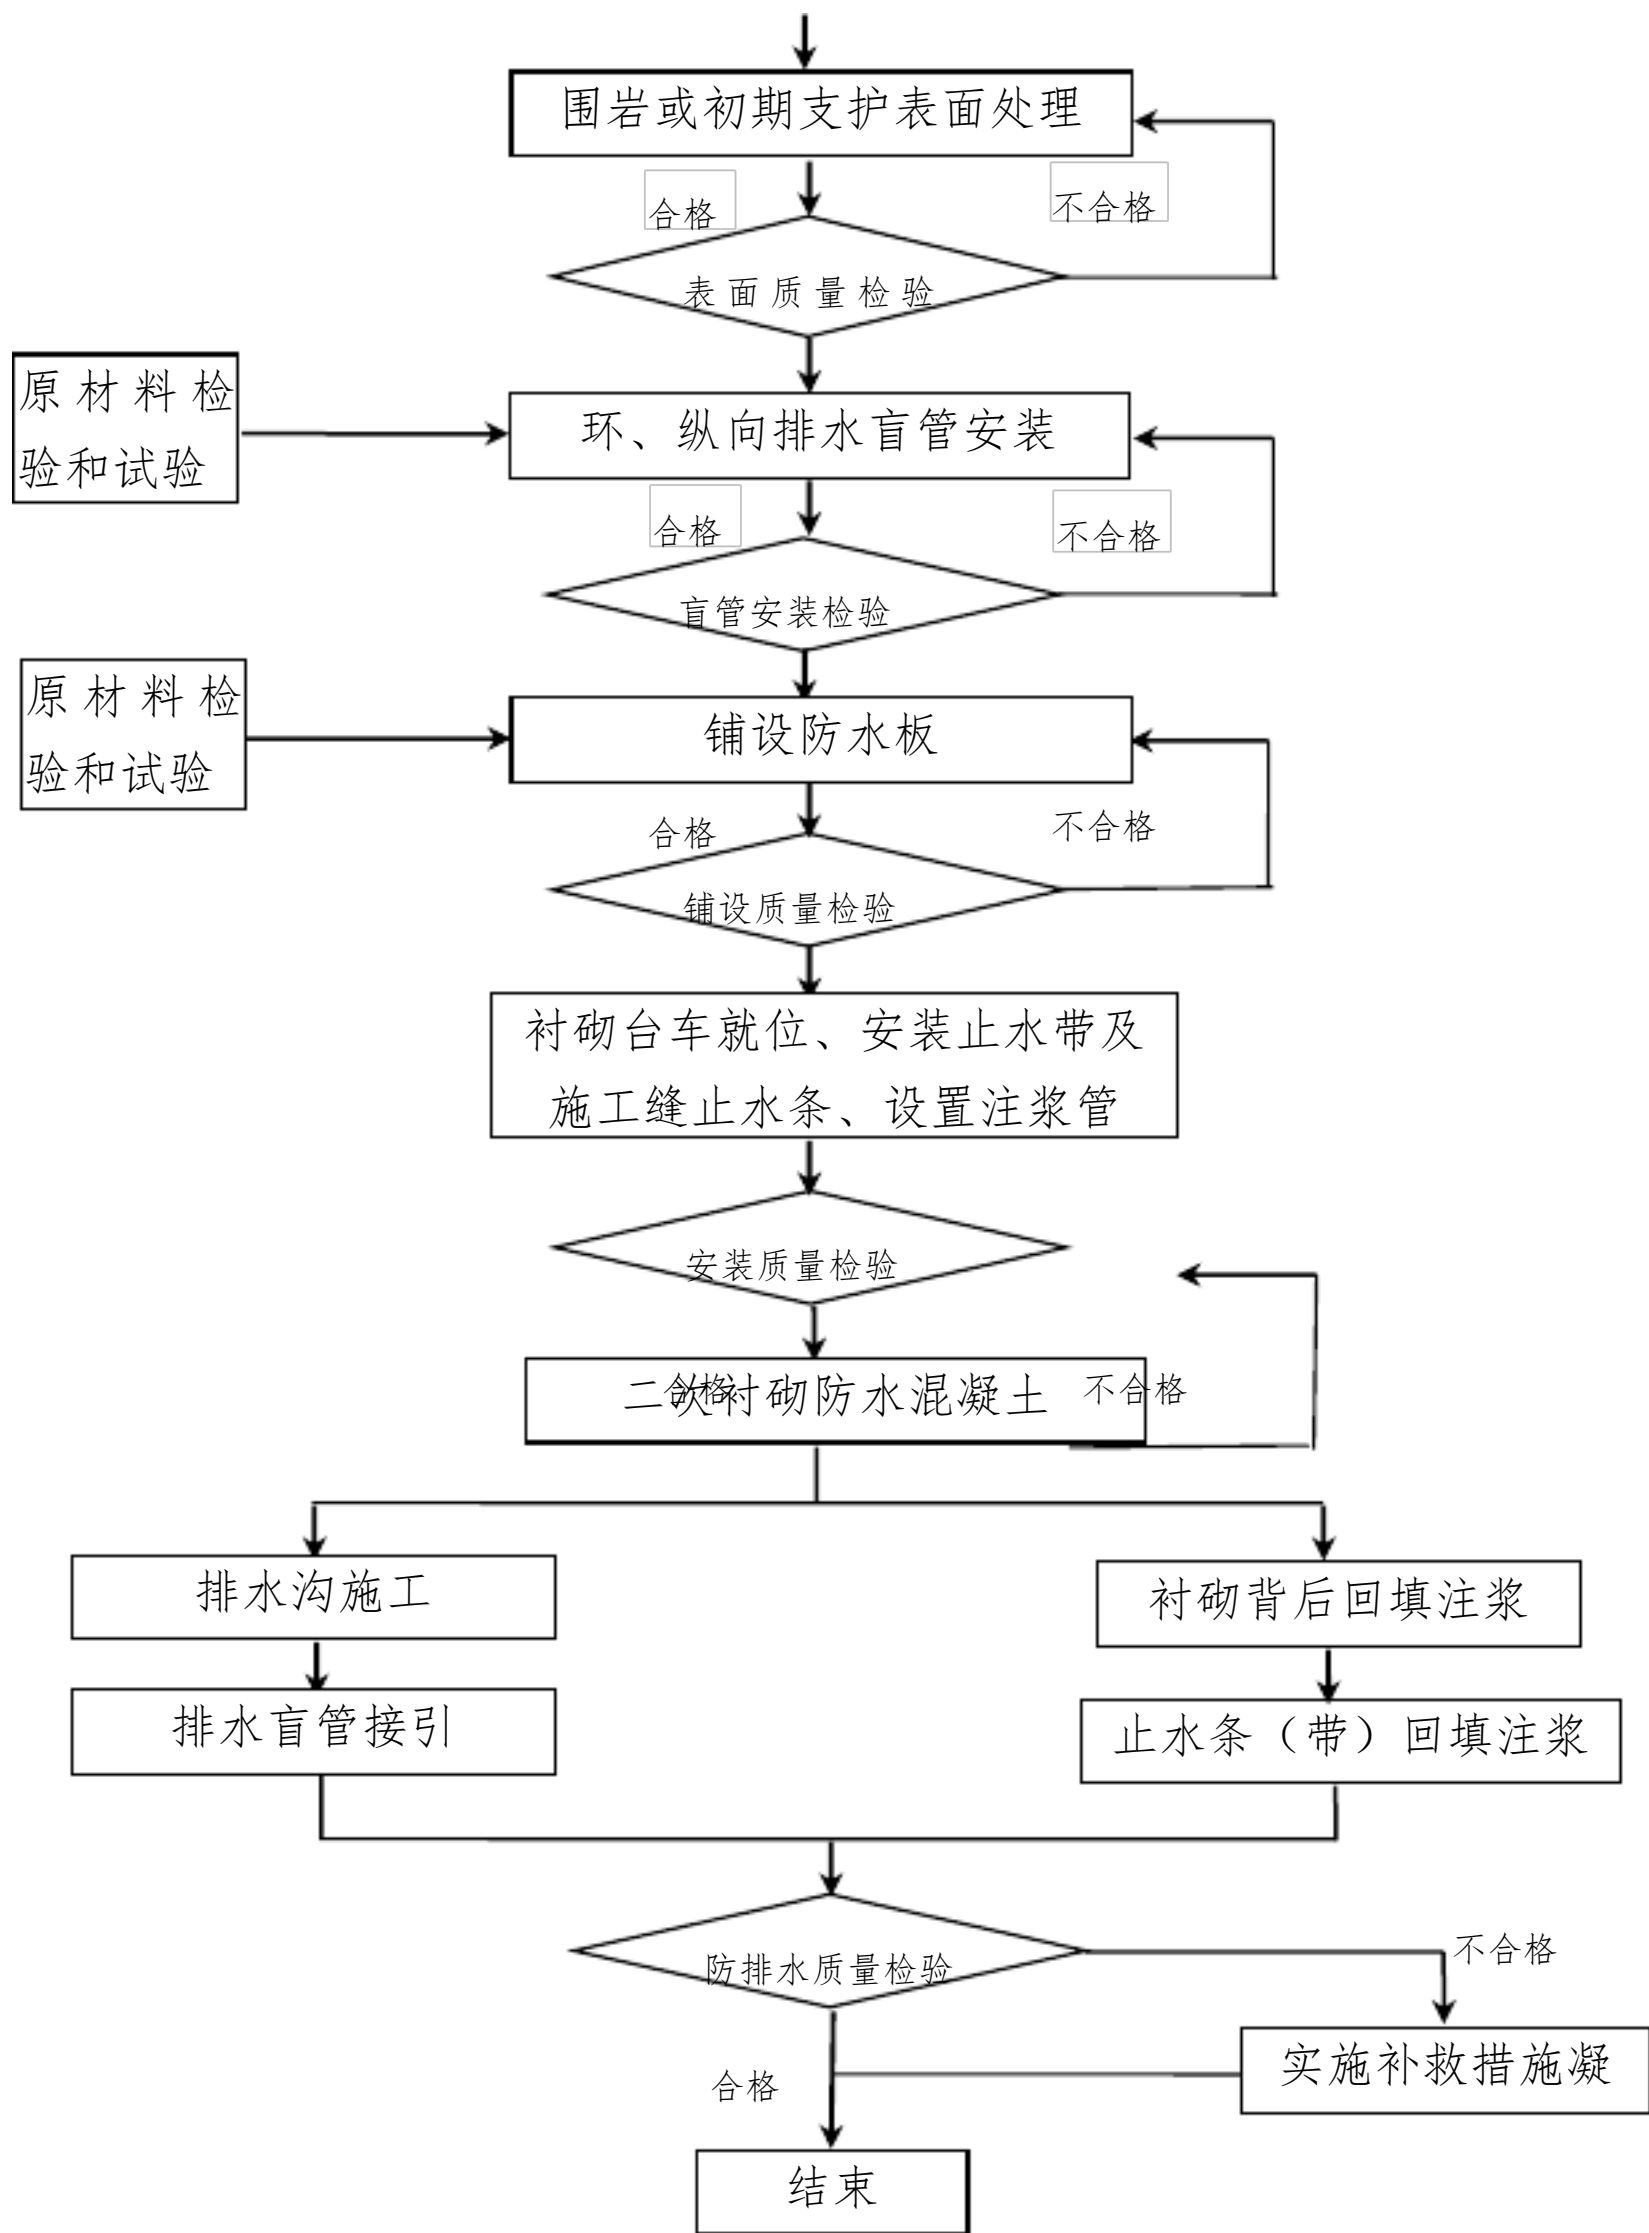 围岩或初期支护表面处理
合格
不合格
表面质量检验
原材料检
验和试验
环、纵向排水盲管安装
合格
不合格
盲管安装检验
原材料检
验和试验
铺设防水板
合格
不合格
铺设质量检验
衬砌台车就位、安装止水带及
施工缝止水条、设置注浆管
安装质量检验
二次衬砌防水混凝土
合格
不合格
排水沟施工
衬砌背后回填注浆
排水盲管接引
止水条（带）回填注浆
防排水质量检验
不合格
实施补救措施凝
合格
结束